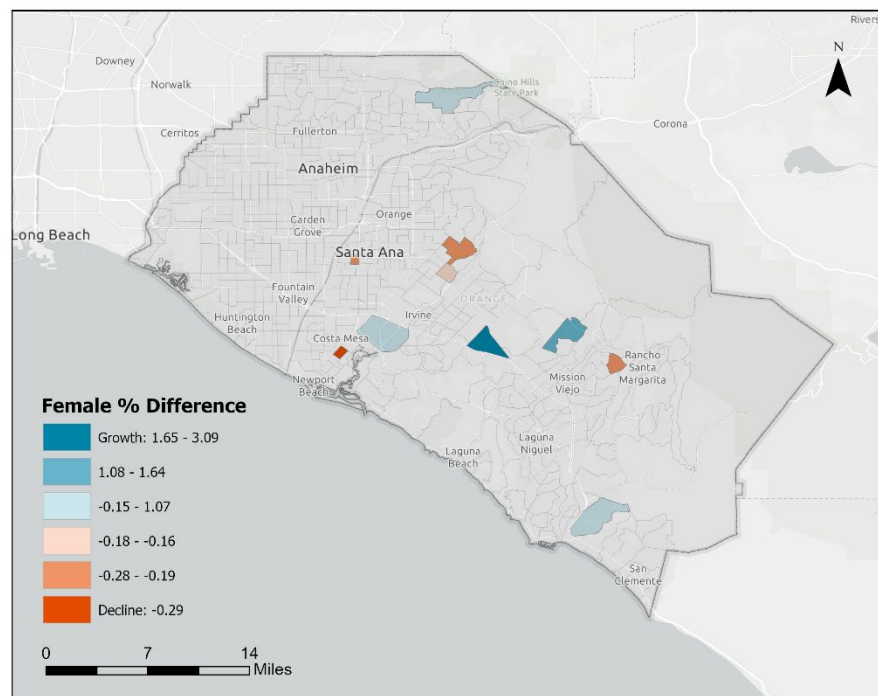 Rivers
Downey
N
Norwalk
Chino Hills
State Park
Corona
Cerritos
Fullerton
Anaheim
Garden
Grove
Orange
Long Beach
Santa Ana
Fountain
Valley
ORANGE
Huntington
Beach
Irvine
Costa Mesa
Rancho
Santa
Margarita
Mission
Viejo
Newport
Beach
Female % Difference
Growth: 1.65 - 3.09
1.08 - 1.64
-0.15 - 1.07
-0.18 - -0.16
-0.28 - -0.19
Decline: -0.29
Laguna
Niguel
Laguna
Beach
San
Clemente
0 7 14
Miles